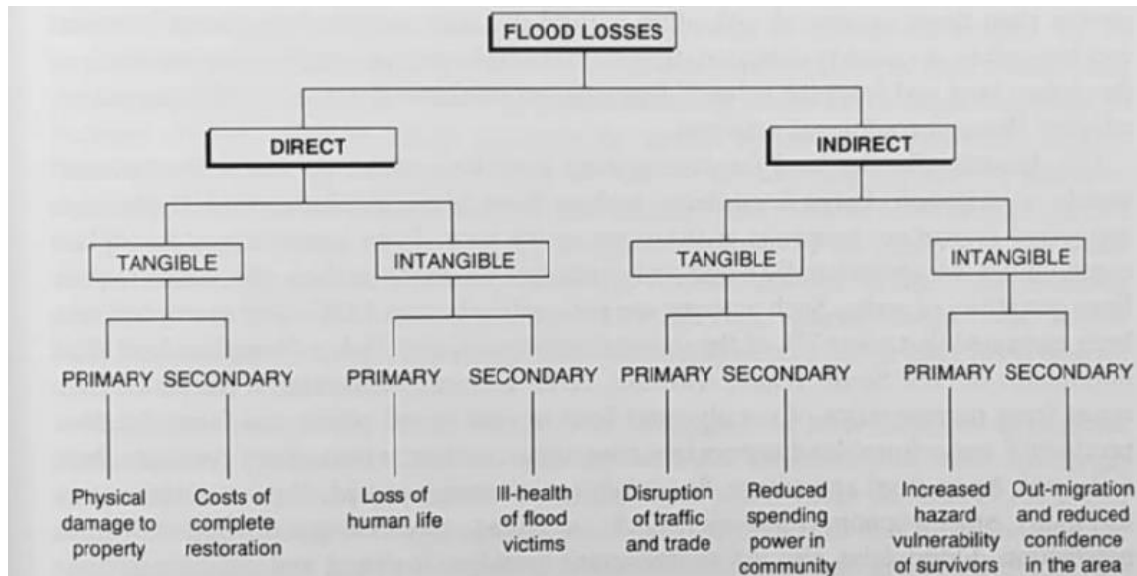 FLOOD LOSSES
DIRECT
INDIRECT
TANGIBLE
INTANGIBLE
TANGIBLE
INTANGIBLE
PRIMARY
SECONDARY
PRIMARY
SECONDARY
PRIMARY
SECONDARY
PRIMARY
SECONDARY
Physical
damage to
property
Costs of
complete
restoration
Loss of
human life
Ill-health
of flood
victims
Disruption
of traffic
and trade
Reduced
spending
power in
community
Increased
hazard
vulnerability
of survivors
Out-migration
and reduced
confidence
in the area